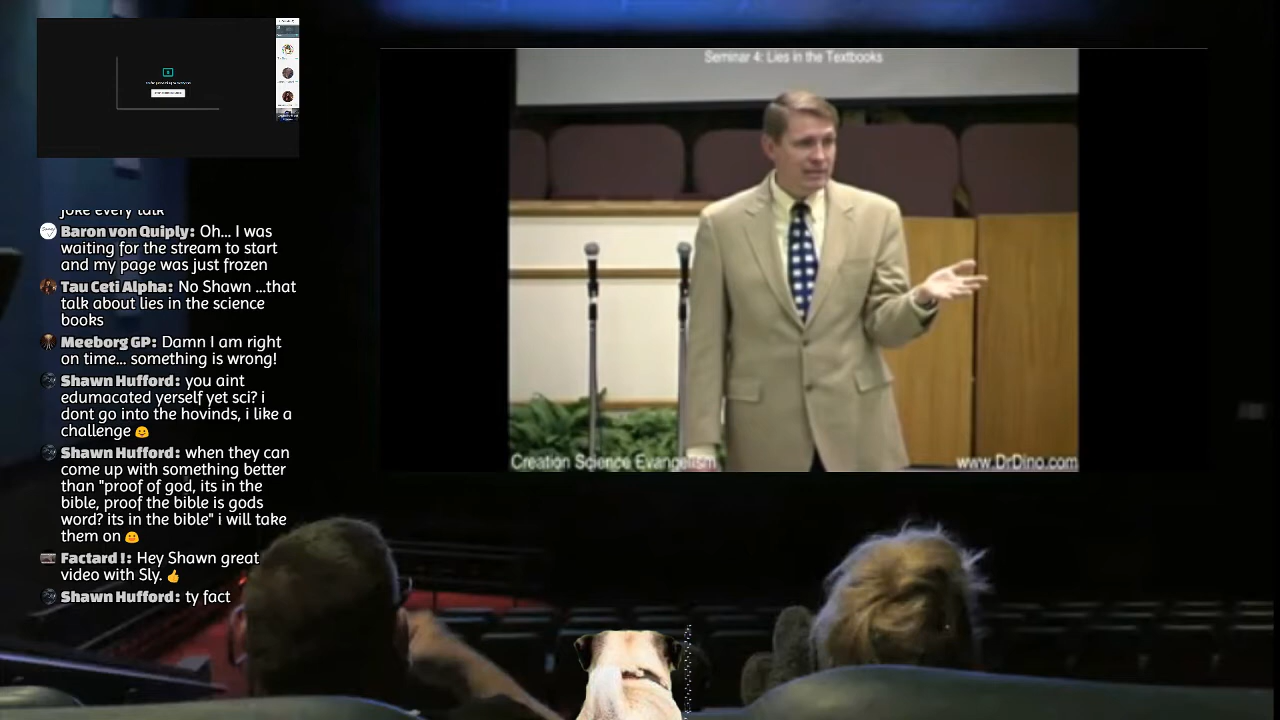 Seminar 4: Lies in the Textbooks
joke every talk
Baron von Quiply: Oh... I was
waiting for the stream to start
and my page was just frozen
Tau Ceti Alpha: No Shawn ...that
talk about lies in the science
books
Meeborg GP: Damn I am right
on time... something is wrong!
Shawn Hufford: you aint
edumacated yerself yet sci? i
dont go into the hovinds, i like a
challenge
Shawn Hufford: when they can
come up with something better
than "proof of god, its in the
bible, proof the bible is gods
word? its in the bible" i will take
them on
Factard !: Hey Shawn great
video with Sly.
Shawn Hufford: ty fact
Creation Science Evangelism
www.DrDino.com